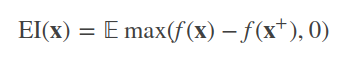 EI(x) = 𝔼 max(f(x) – f(x⁺), 0)